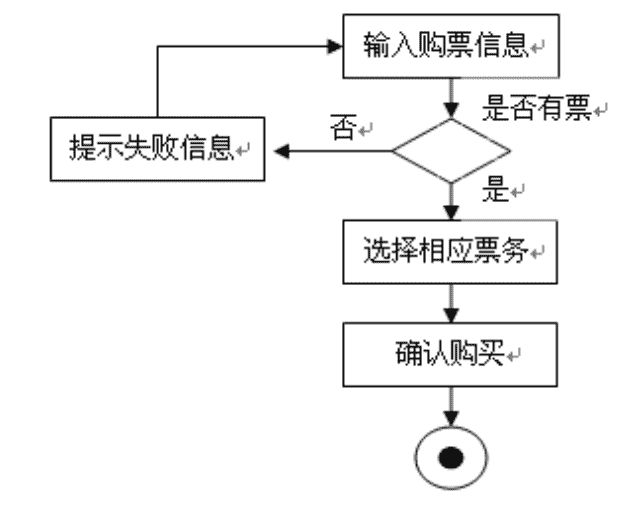 输入购票信息
是否有票
否
提示失败信息
是
选择相应票务
确认购买